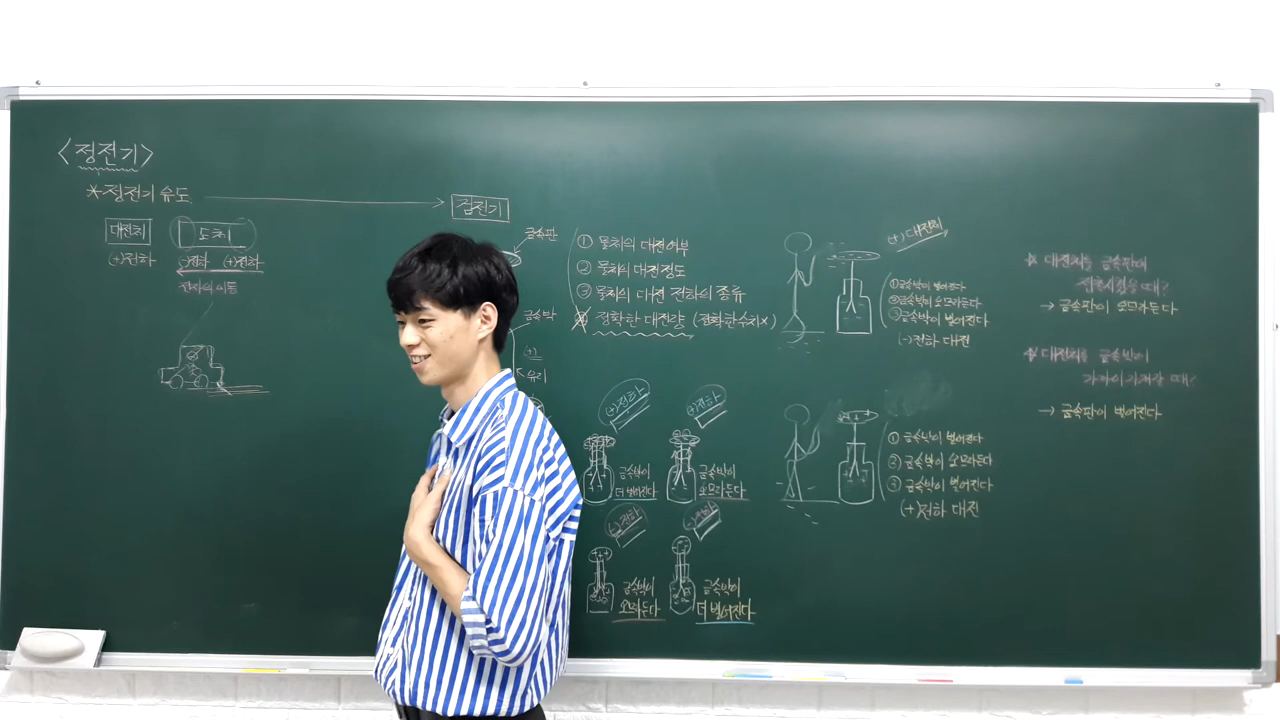 <정전기>
*정전기 유도
검전기
대전체
도체
(+)전하
(-)전하 (+)전하
전자의 이동
금속판
금속박
(+)
유리
① 물체의 대전여부
② 물체의 대전정도
③ 물체의 대전 전하의 종류
정확한 대전량 (정확한수치x)
(+)전하
금속박이
더 벌어진다
(+)전하
금속박이
오므라든다
(-)전하
금속박이
오므라든다
(-)전하
금속박이
더 벌어진다
(+)대전체
① 금속박이 벌어진다
② 금속박이 오므라든다
③ 금속박이 벌어진다
(-)전하 대전
① 금속박이 벌어진다
② 금속박이 오므라든다
③ 금속박이 벌어진다
(+)전하 대전
☆ 대전체를 금속판에
접촉시켰을 때?
→ 금속판이 오므라든다
☆ 대전체를 금속박에
가까이 가져갈 때?
→ 금속판이 벌어진다